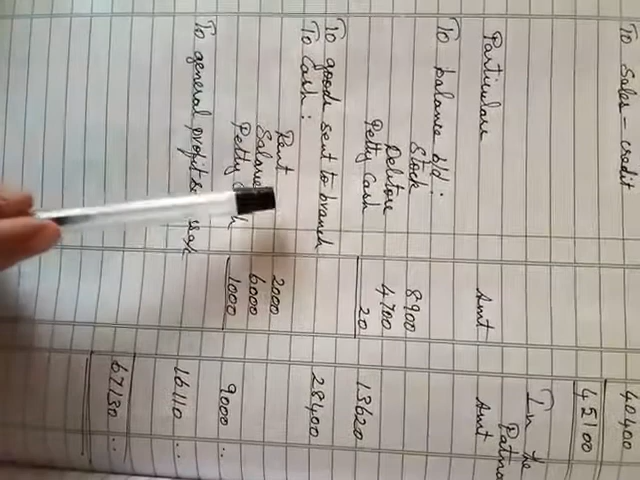 To Sales - credit 40400
45100
In the
Patna
Particulars Amt Amt
To balance b/d:
Stock 8900
Debtors 4700
Petty Cash 20 13620
To goods sent to branch 28400
To Cash:
Rent 2000
Salaries 6000
Petty 1000 9000
To general profit & 16110
67130